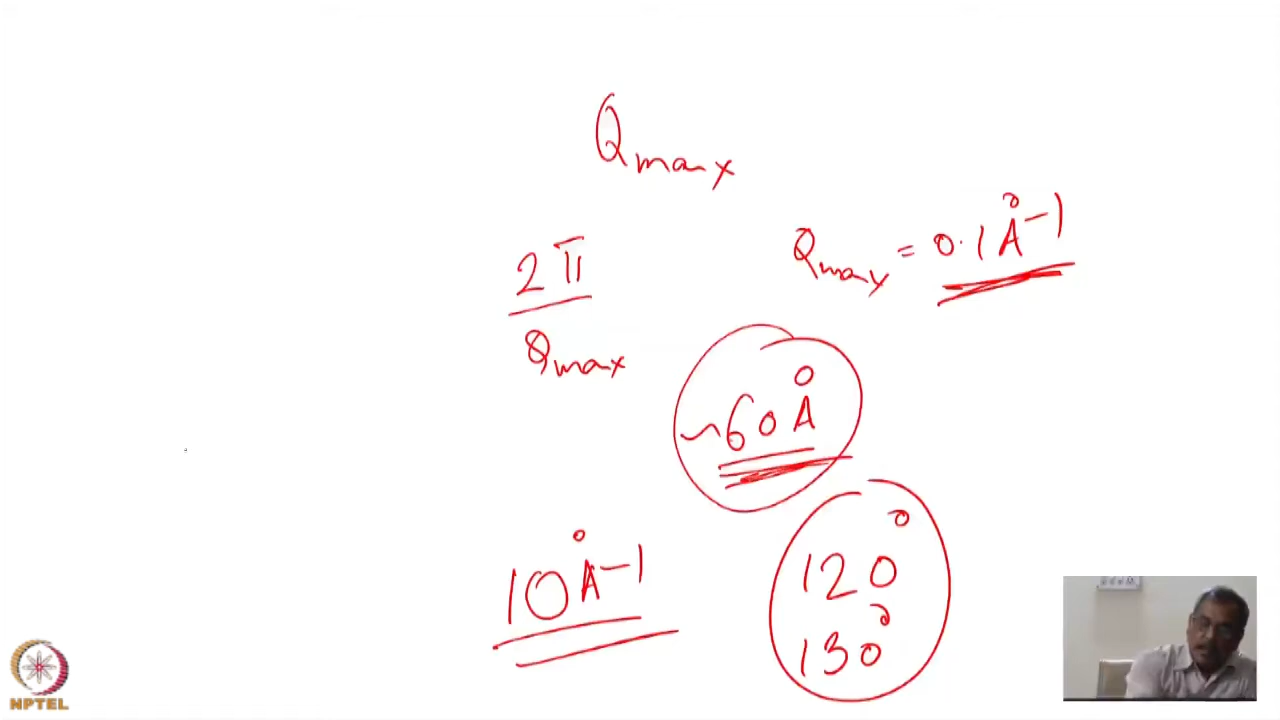 Qmax
Qmax = 0.1 Å-1
2π
Qmax
~60 Å
10 Å-1
120°
130°
NPTEL